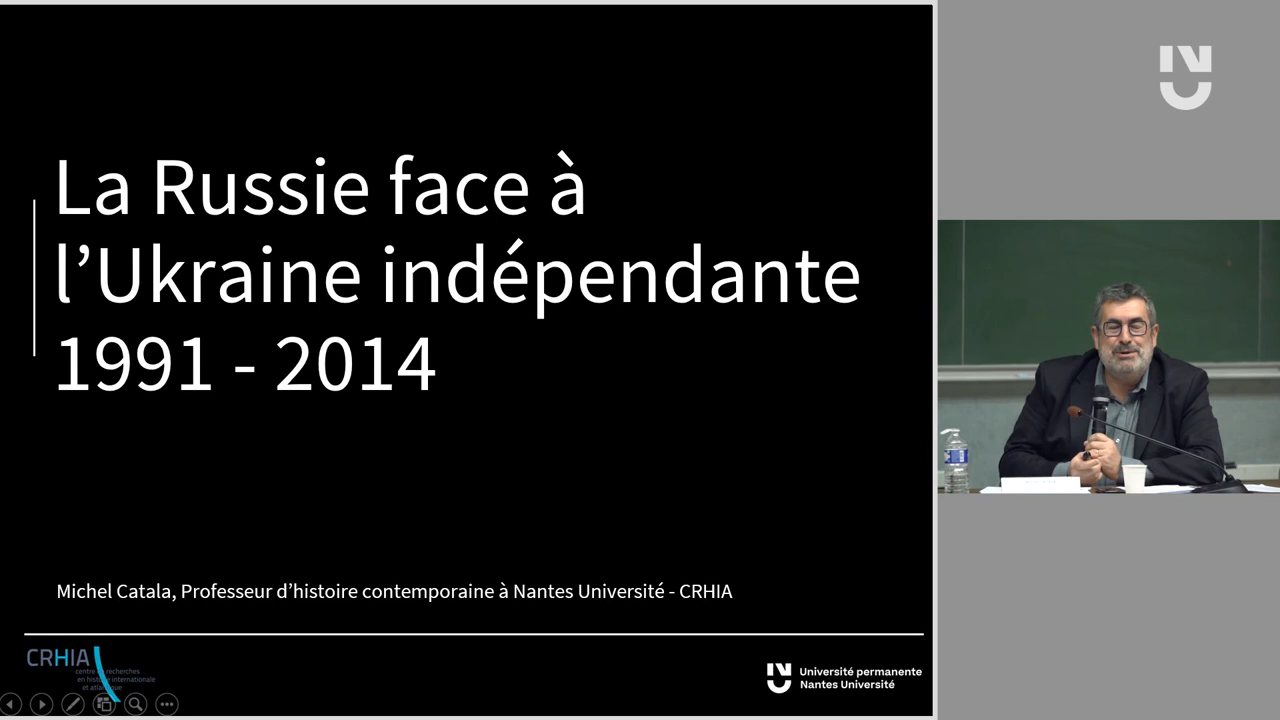 La Russie face à
l’Ukraine indépendante
1991 - 2014
Michel Catala, Professeur d’histoire contemporaine à Nantes Université - CRHIA
CRHIA
centre de recherches
en histoire internationale
et atlantique
Université permanente
Nantes Université